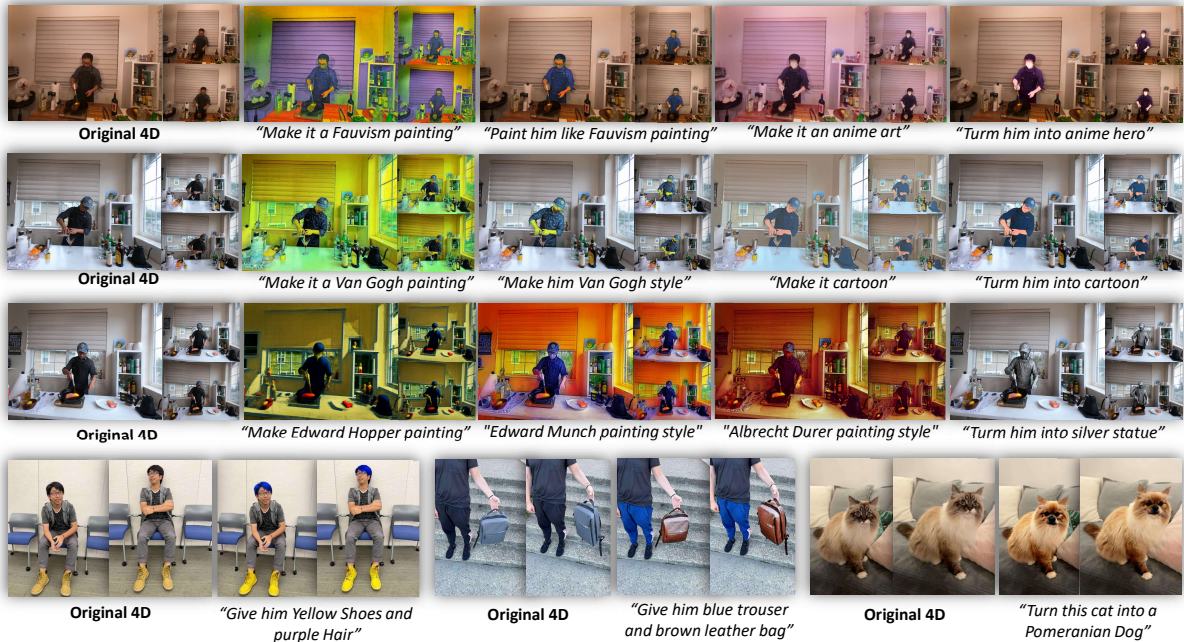 Original 4D
“Make it a Fauvism painting”
“Paint him like Fauvism painting”
“Make it an anime art”
“Turm him into anime hero”
Original 4D
“Make it a Van Gogh painting”
“Make him Van Gogh style”
“Make it cartoon”
“Turm him into cartoon”
Original 4D
“Make Edward Hopper painting”
"Edward Munch painting style"
"Albrecht Durer painting style"
“Turm him into silver statue”
Original 4D
“Give him Yellow Shoes and
purple Hair”
Original 4D
“Give him blue trouser
and brown leather bag”
Original 4D
“Turn this cat into a
Pomeranian Dog”